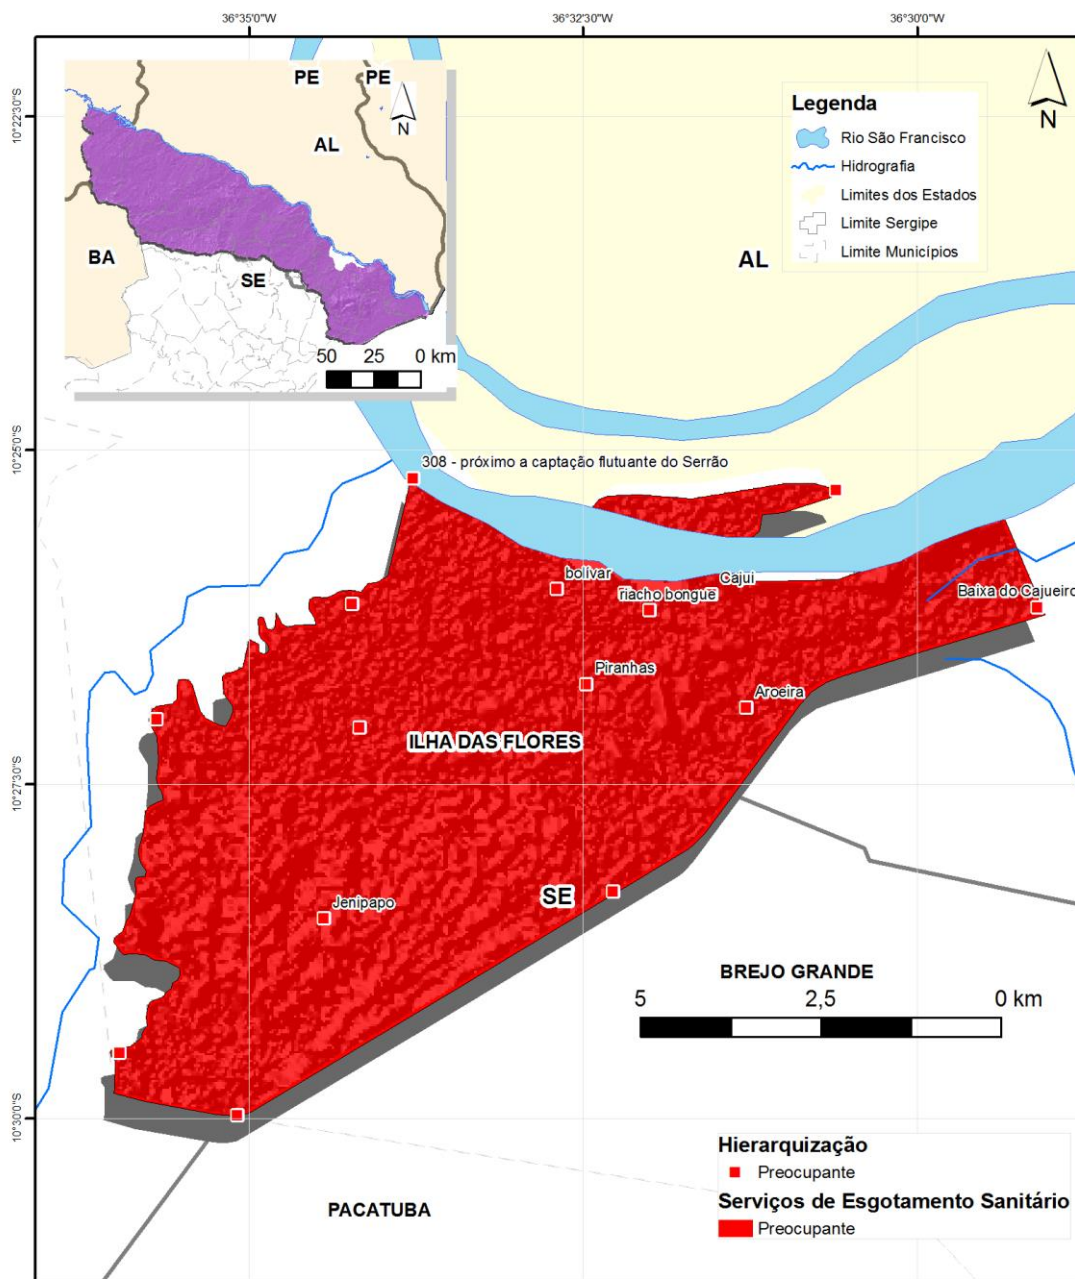 36°35'0"W
36°32'30"W
36°30'0"W
10°22'30"S
10°25'0"S
10°27'30"S
10°30'0"S
PE
PE
N
AL
BA
SE
50 25 0 km
N
Legenda
Rio São Francisco
Hidrografia
Limites dos Estados
Limite Sergipe
Limite Municípios
AL
308 - próximo a captação flutuante do Serrão
bolivar
Cajui
riacho bongue
Baixa do Cajueiro
Piranhas
Aroeira
ILHA DAS FLORES
Jenipapo
SE
BREJO GRANDE
5 2,5 0 km
PACATUBA
Hierarquização
Preocupante
Serviços de Esgotamento Sanitário
Preocupante